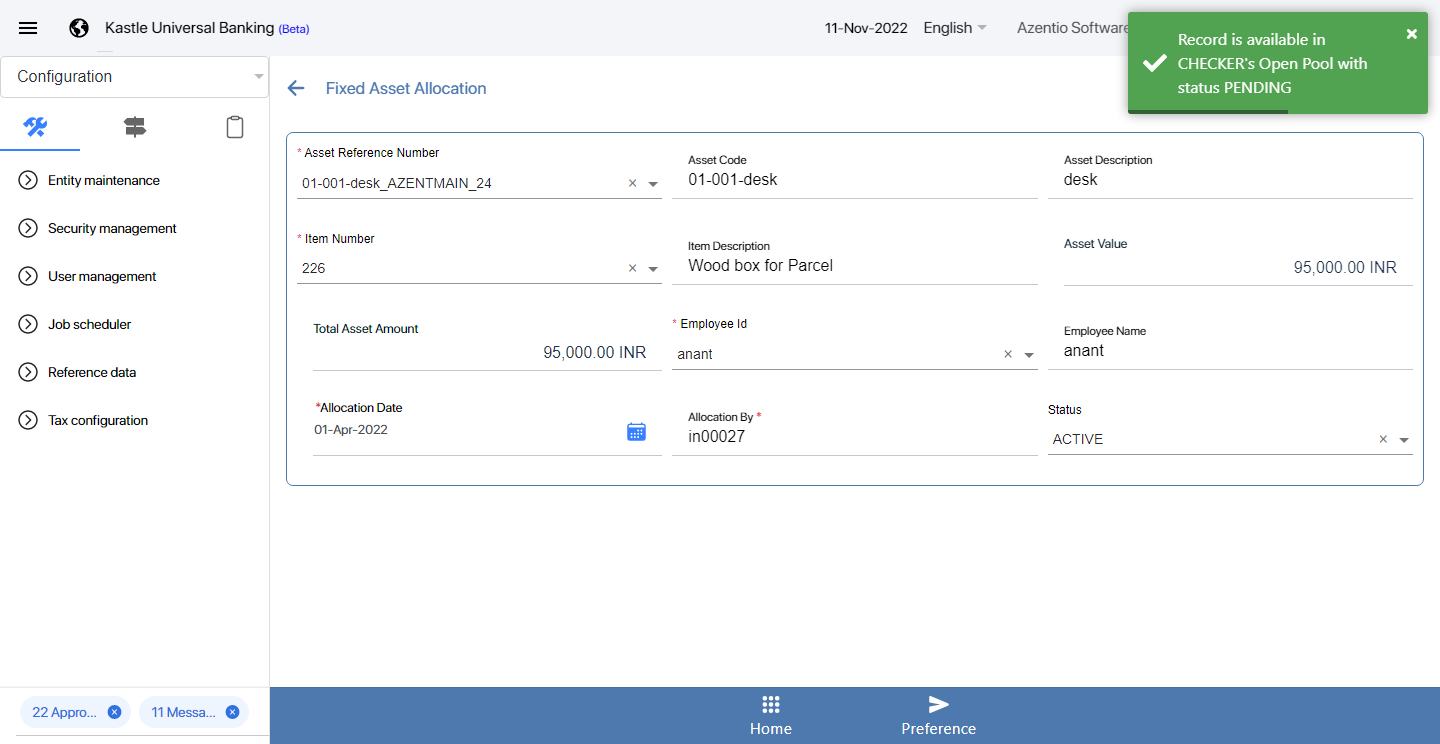 Kastle Universal Banking (Beta)
11-Nov-2022
English
Azentio Software
Record is available in
CHECKER's Open Pool with
status PENDING
Configuration
Entity maintenance
Security management
User management
Job scheduler
Reference data
Tax configuration
Fixed Asset Allocation
* Asset Reference Number
01-001-desk_AZENTMAIN_24
Asset Code
01-001-desk
Asset Description
desk
* Item Number
226
Item Description
Wood box for Parcel
Asset Value
95,000.00 INR
Total Asset Amount
95,000.00 INR
* Employee Id
anant
Employee Name
anant
*Allocation Date
01-Apr-2022
Allocation By *
in00027
Status
ACTIVE
22 Appro...
11 Messa...
Home
Preference